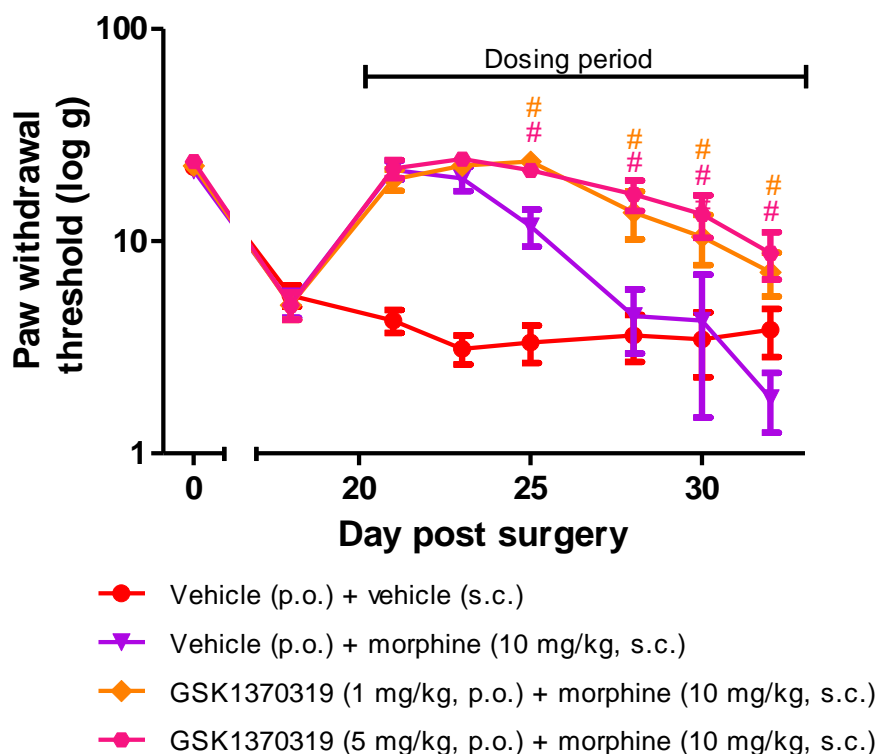 100
Dosing period
# # # #
# # # #
Paw withdrawal
threshold (log g)
10
1
0 20 25 30
Day post surgery
Vehicle (p.o.) + vehicle (s.c.)
Vehicle (p.o.) + morphine (10 mg/kg, s.c.)
GSK1370319 (1 mg/kg, p.o.) + morphine (10 mg/kg, s.c.)
GSK1370319 (5 mg/kg, p.o.) + morphine (10 mg/kg, s.c.)